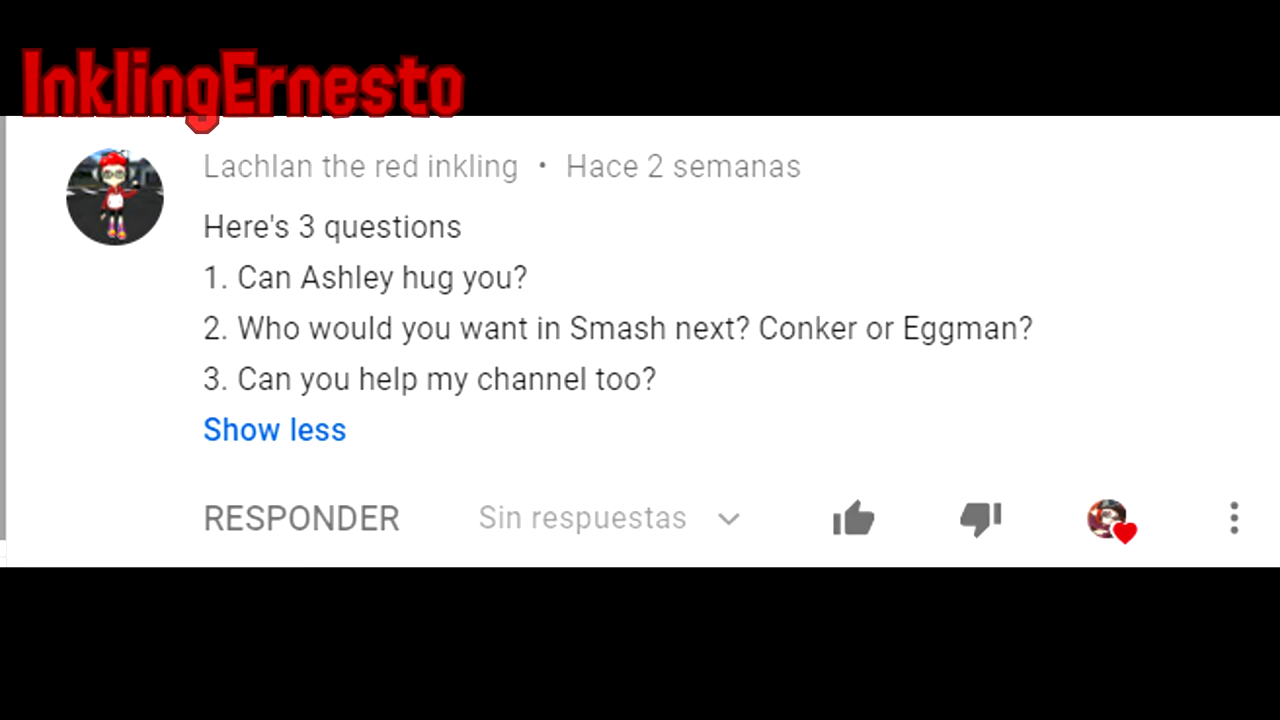 InklingErnesto
Lachlan the red inkling • Hace 2 semanas
Here's 3 questions
1. Can Ashley hug you?
2. Who would you want in Smash next? Conker or Eggman?
3. Can you help my channel too?
Show less
RESPONDER Sin respuestas